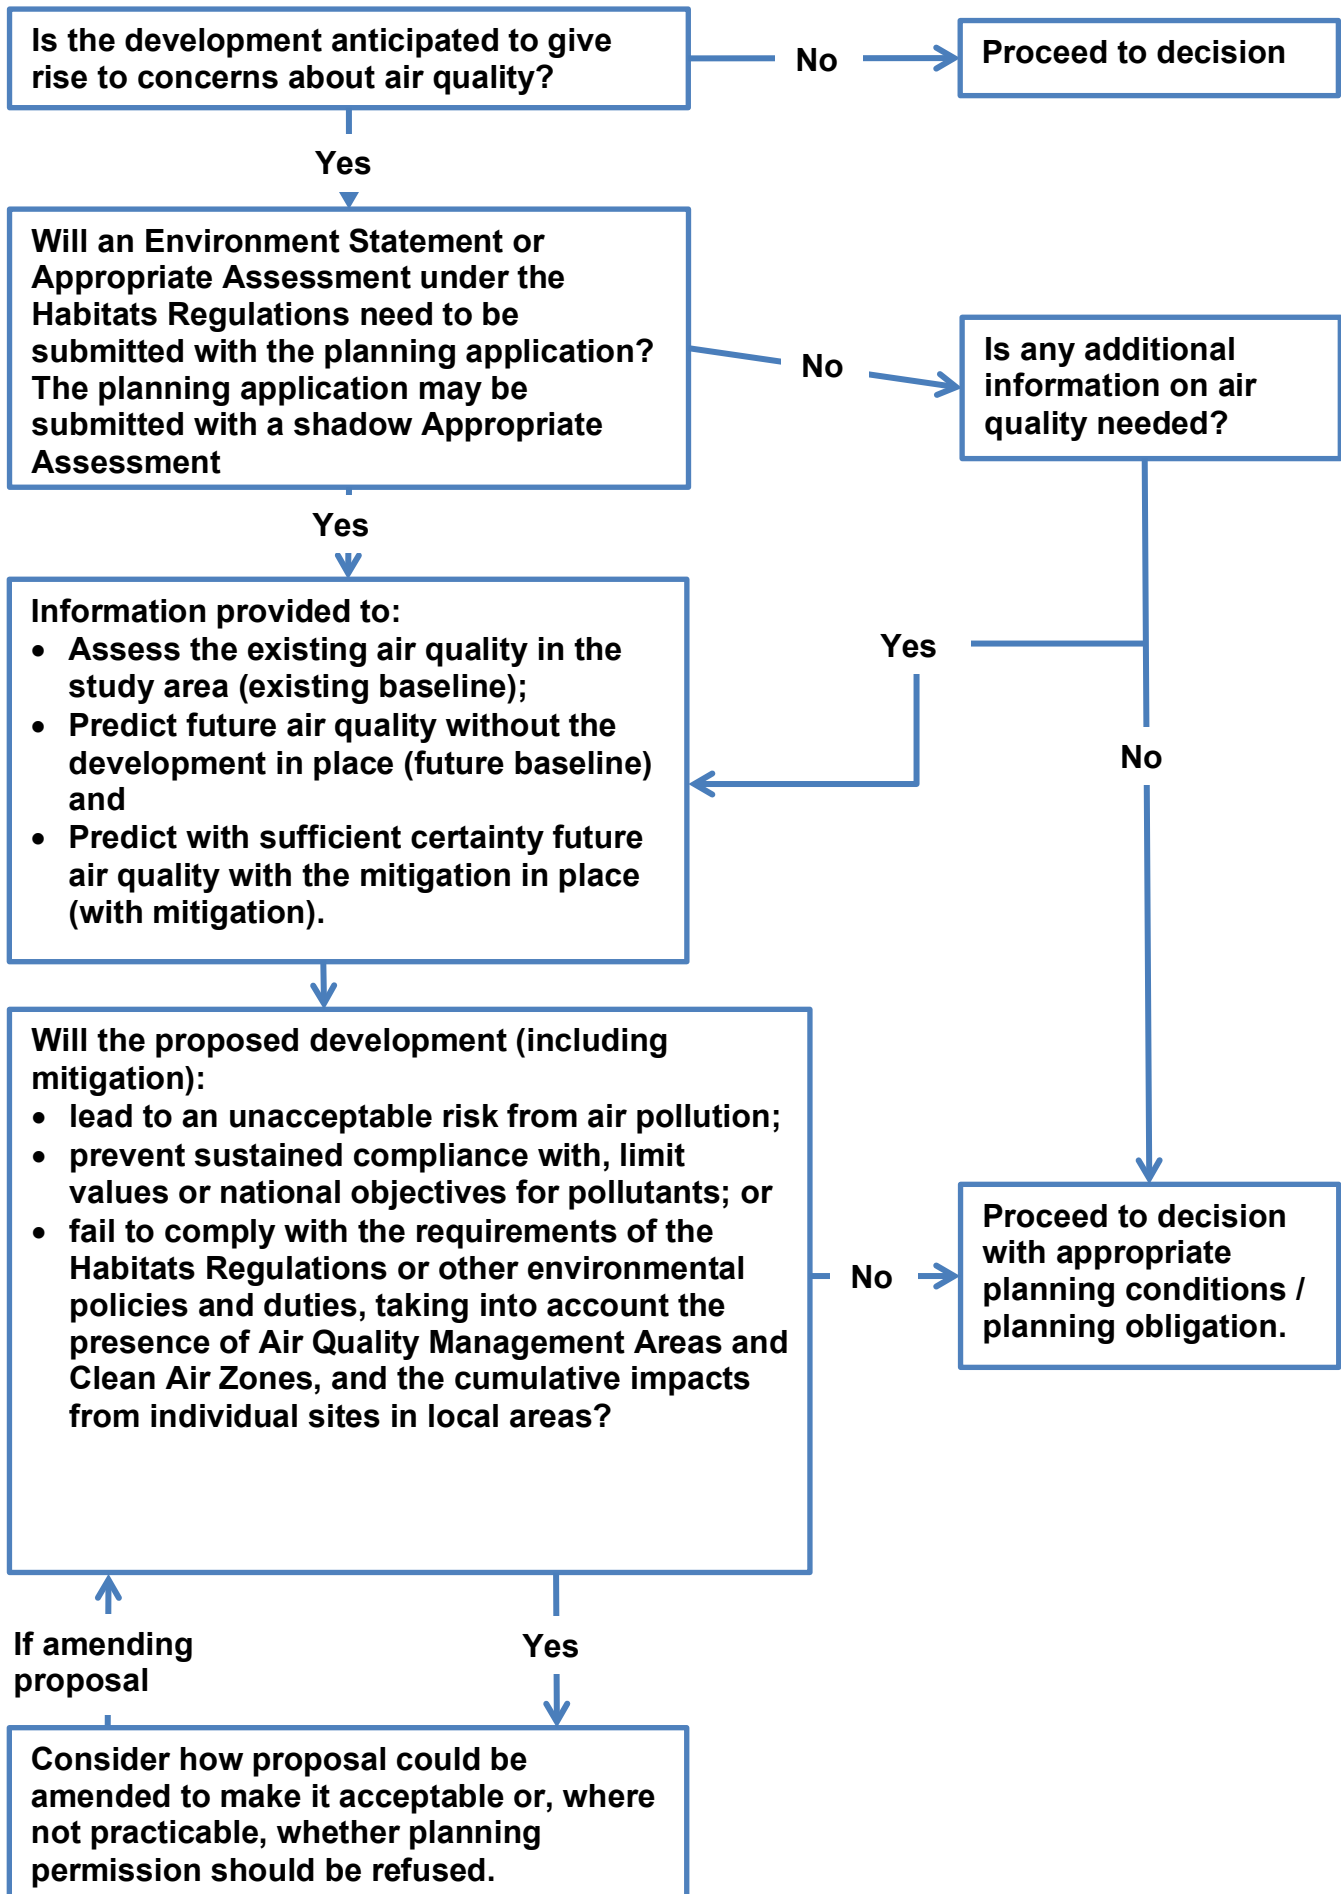 Is the development anticipated to give
rise to concerns about air quality?
No
Proceed to decision
Yes
Will an Environment Statement or
Appropriate Assessment under the
Habitats Regulations need to be
submitted with the planning application?
The planning application may be
submitted with a shadow Appropriate
Assessment
No
Is any additional
information on air
quality needed?
Yes
Information provided to:
• Assess the existing air quality in the
study area (existing baseline);
• Predict future air quality without the
development in place (future baseline)
and
• Predict with sufficient certainty future
air quality with the mitigation in place
(with mitigation).
Yes
No
Will the proposed development (including
mitigation):
• lead to an unacceptable risk from air pollution;
• prevent sustained compliance with, limit
values or national objectives for pollutants; or
• fail to comply with the requirements of the
Habitats Regulations or other environmental
policies and duties, taking into account the
presence of Air Quality Management Areas and
Clean Air Zones, and the cumulative impacts
from individual sites in local areas?
No
Proceed to decision
with appropriate
planning conditions /
planning obligation.
If amending
proposal
Yes
Consider how proposal could be
amended to make it acceptable or, where
not practicable, whether planning
permission should be refused.